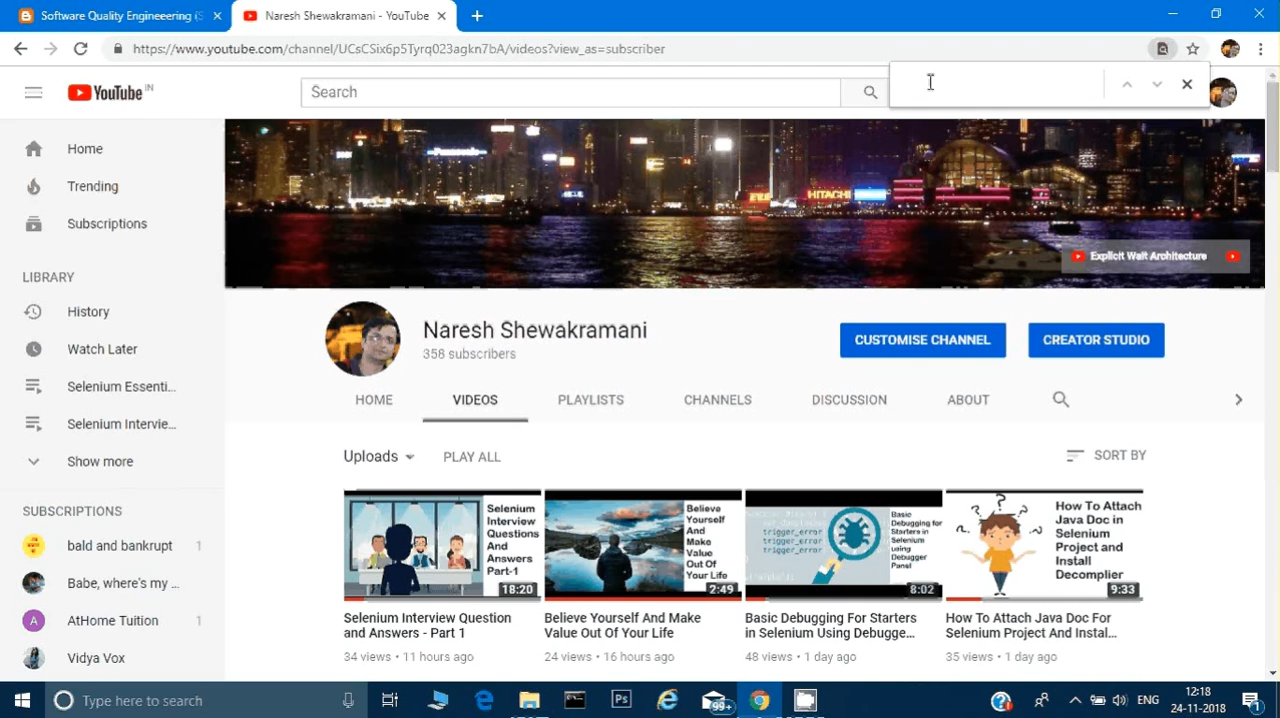 Software Quality Engineering (S
Naresh Shewakramani - YouTube
https://www.youtube.com/channel/UCsCSix6p5Tyrq023agkn7bA/videos?view_as=subscriber
YouTube IN
Search
Home
Trending
Subscriptions
LIBRARY
History
Watch Later
Selenium Essenti...
Selenium Intervie...
Show more
SUBSCRIPTIONS
bald and bankrupt 1
Babe, where's my ...
A AtHome Tuition 1
Vidya Vox
Panasonic
HITACHI
Explicit Wait Architecture
Naresh Shewakramani
358 subscribers
CUSTOMISE CHANNEL
CREATOR STUDIO
HOME VIDEOS PLAYLISTS CHANNELS DISCUSSION ABOUT
Uploads PLAY ALL SORT BY
Selenium
Interview
Questions
And
Answers
Part-1
18:20
Selenium Interview Question
and Answers - Part 1
34 views • 11 hours ago
Believe
Yourself
And
Make
Value
Out Of
Your Life
2:49
Believe Yourself And Make
Value Out Of Your Life
24 views • 16 hours ago
trigger_error
trigger_error
trigger_error
Basic
Debugging for
Starters in
Selenium
using
Debugger
Panel
8:02
Basic Debugging For Starters
in Selenium Using Debugge...
48 views • 1 day ago
How To Attach
Java Doc in
Selenium
Project and
Install
Decomplier
9:33
How To Attach Java Doc For
Selenium Project And Instal...
35 views • 1 day ago
Type here to search
Ps
99+
ENG
12:18
24-11-2018
1